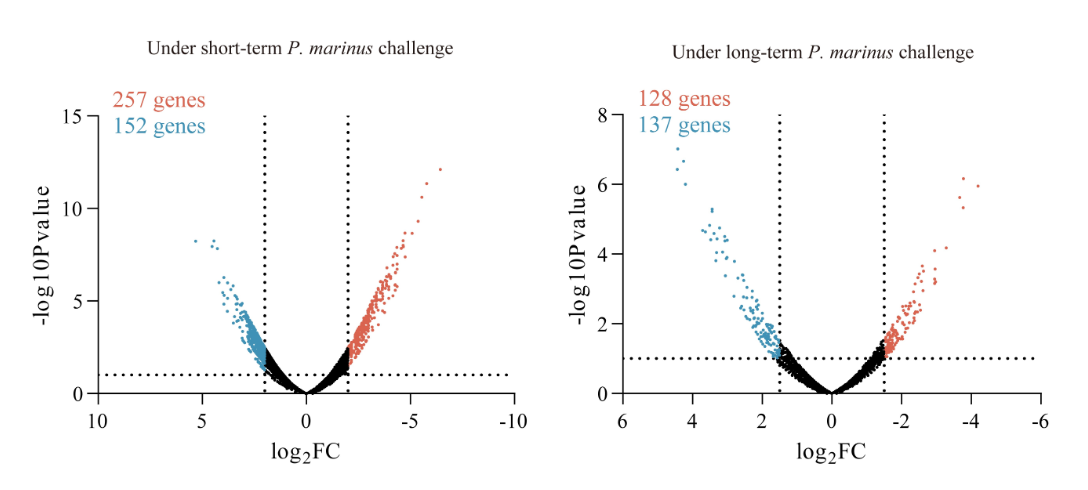 Under short-term P. marinus challenge
257 genes
152 genes
15
10
5
0
-log10Pvalue
10
5
0
-5
-10
log2FC
Under long-term P. marinus challenge
128 genes
137 genes
8
6
4
2
0
-log10Pvalue
6
4
2
0
-2
-4
-6
log2FC